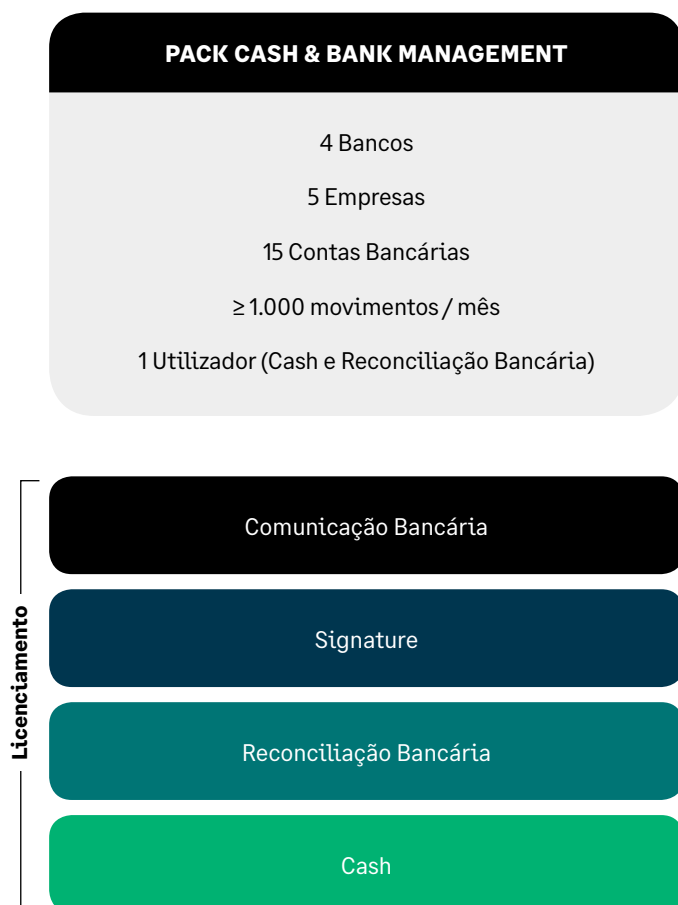 PACK CASH & BANK MANAGEMENT
4 Bancos
5 Empresas
15 Contas Bancárias
≥ 1.000 movimentos / mês
1 Utilizador (Cash e Reconciliação Bancária)
Licenciamento
Comunicação Bancária
Signature
Reconciliação Bancária
Cash